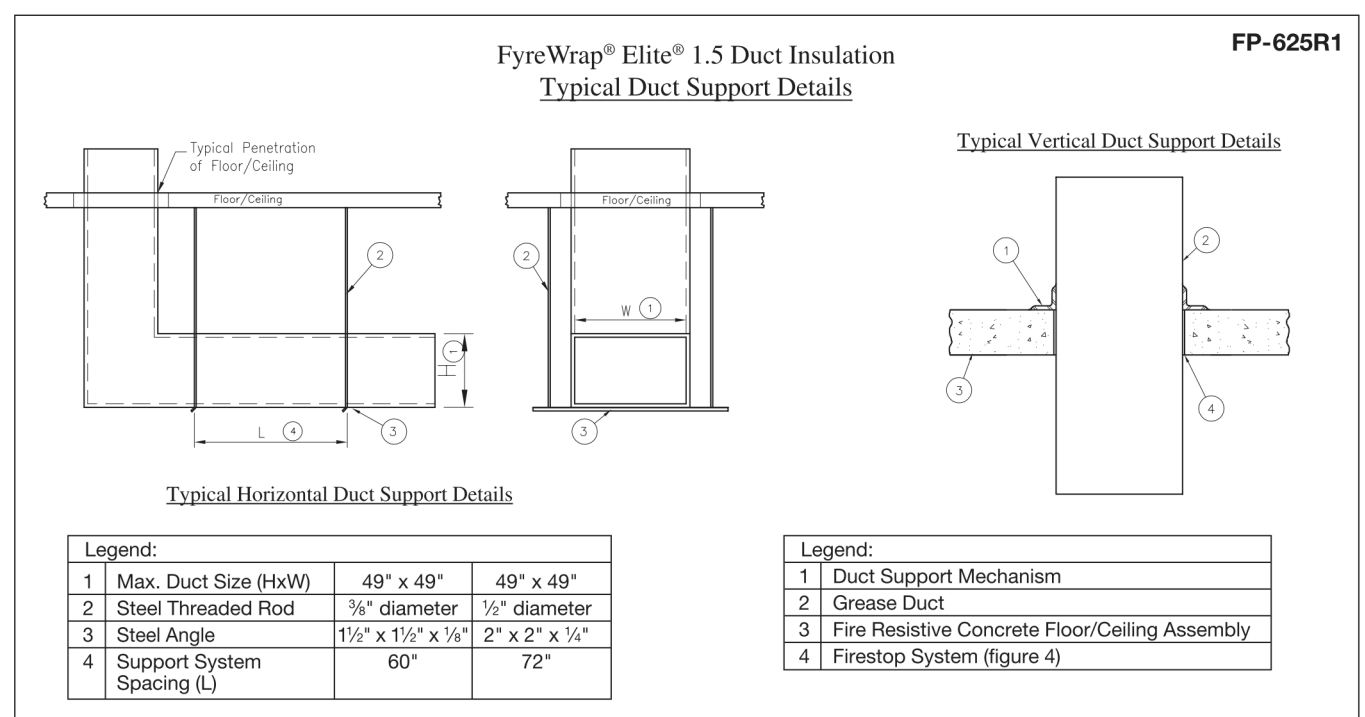 FP-625R1
FyreWrap® Elite® 1.5 Duct Insulation
Typical Duct Support Details
Typical Penetration
of Floor/Ceiling
Floor/Ceiling
2
H 1
L 4
3
Floor/Ceiling
2
W 1
3
Typical Horizontal Duct Support Details
Typical Vertical Duct Support Details
1
2
3
4
Legend:
1 Max. Duct Size (HxW) 49" x 49" 49" x 49"
2 Steel Threaded Rod ⅜" diameter ½" diameter
3 Steel Angle 1½" x 1½" x ⅛" 2" x 2" x ¼"
4 Support System 60" 72"
Spacing (L)
Legend:
1 Duct Support Mechanism
2 Grease Duct
3 Fire Resistive Concrete Floor/Ceiling Assembly
4 Firestop System (figure 4)